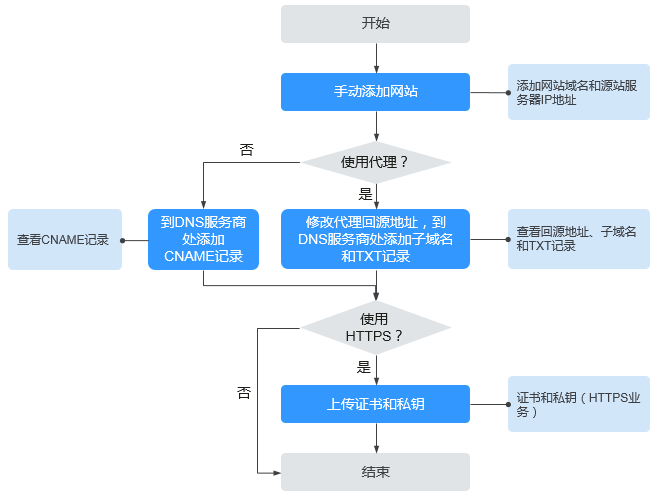 开始
手动添加网站
添加网站域名和源站服
务器IP地址
使用代理？
否
是
查看CNAME记录
到DNS服务商
处添加
CNAME记录
修改代理回源地址，到
DNS服务商处添加子域名
和TXT记录
查看回源地址、子域名
和TXT记录
使用
HTTPS？
是
否
上传证书和私钥
证书和私钥（HTTPS业
务）
结束